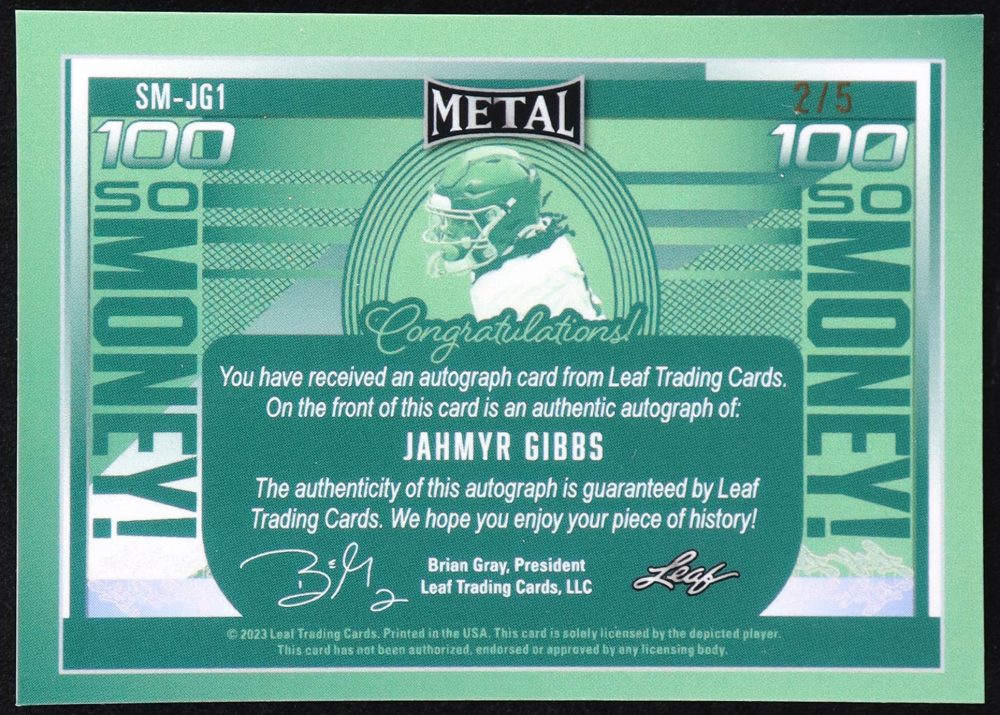 SM-JG1
METAL
2/5
100
100
SO
MONEY!
SO
MONEY!
Congratulations!
You have received an autograph card from Leaf Trading Cards.
On the front of this card is an authentic autograph of:
JAHMYR GIBBS
The authenticity of this autograph is guaranteed by Leaf
Trading Cards. We hope you enjoy your piece of history!
Brian Gray, President
Leaf Trading Cards, LLC
Leaf
© 2023 Leaf Trading Cards. Printed in the USA. This card is solely licensed by the depicted player.
This card has not been authorized, endorsed or approved by any licensing body.